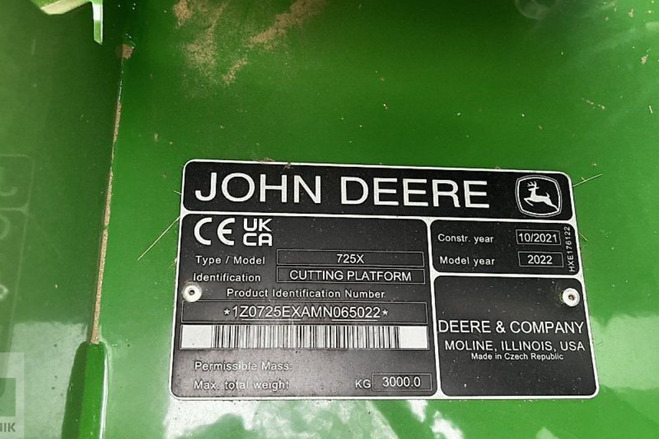 JOHN DEERE
CE UK CA
Type / Model 725X
Identification CUTTING PLATFORM
Product Identification Number
*1Z0725EXAMN065022*
Permissible Mass:
Max. total weight KG 3000.0
Constr. year 10/2021
Model year 2022
HXE176122
DEERE & COMPANY
MOLINE, ILLINOIS, USA
Made in Czech Republic
NIK